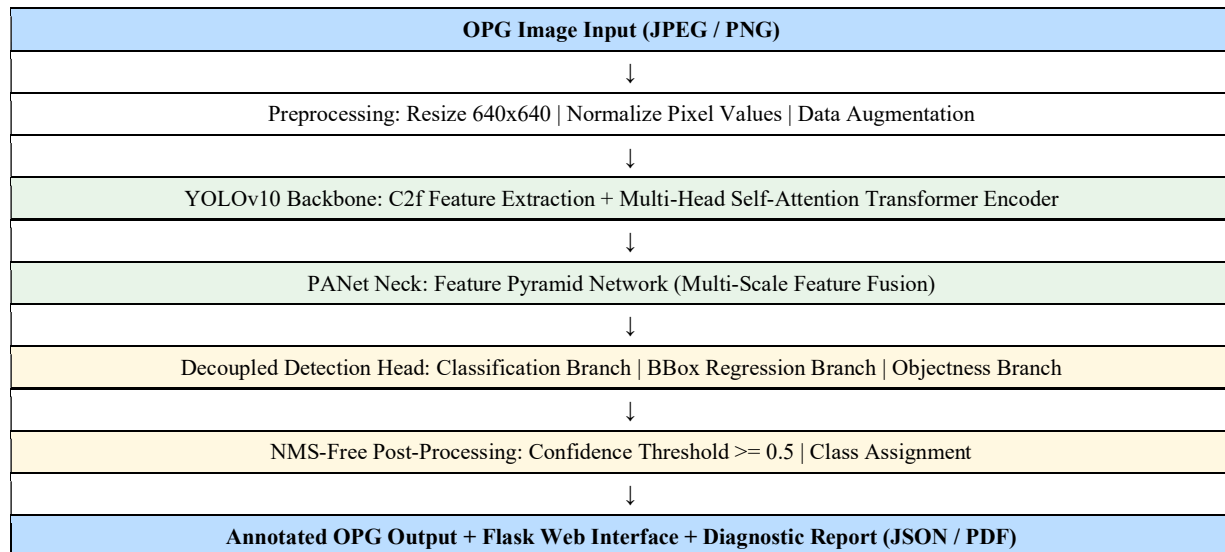 OPG Image Input (JPEG / PNG)
↓
Preprocessing: Resize 640x640 | Normalize Pixel Values | Data Augmentation
↓
YOLOv10 Backbone: C2f Feature Extraction + Multi-Head Self-Attention Transformer Encoder
↓
PANet Neck: Feature Pyramid Network (Multi-Scale Feature Fusion)
↓
Decoupled Detection Head: Classification Branch | BBox Regression Branch | Objectness Branch
↓
NMS-Free Post-Processing: Confidence Threshold >= 0.5 | Class Assignment
↓
Annotated OPG Output + Flask Web Interface + Diagnostic Report (JSON / PDF)